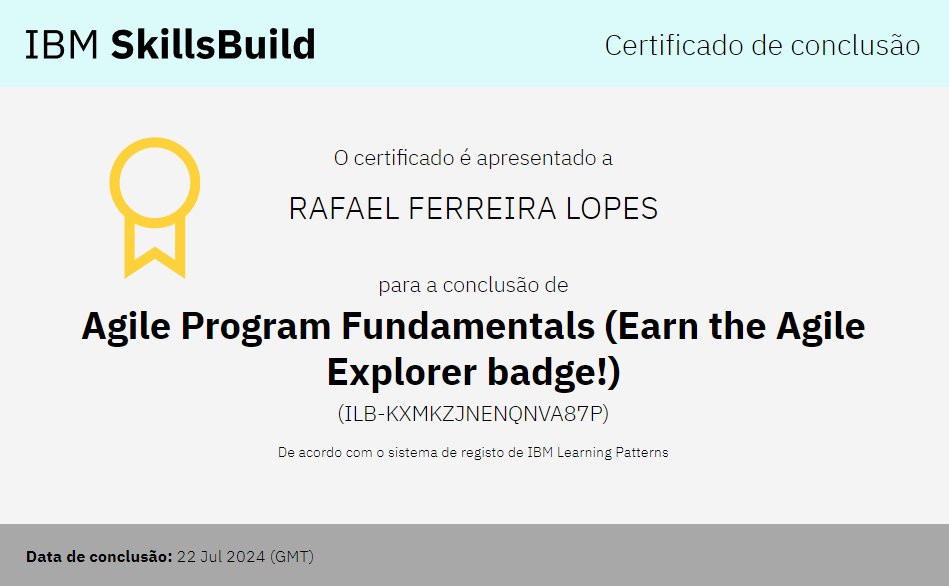 IBM SkillsBuild
Certificado de conclusão
O certificado é apresentado a
RAFAEL FERREIRA LOPES
para a conclusão de
Agile Program Fundamentals (Earn the Agile
Explorer badge!)
(ILB-KXMKZJNENQNVA87P)
De acordo com o sistema de registo de IBM Learning Patterns
Data de conclusão: 22 Jul 2024 (GMT)